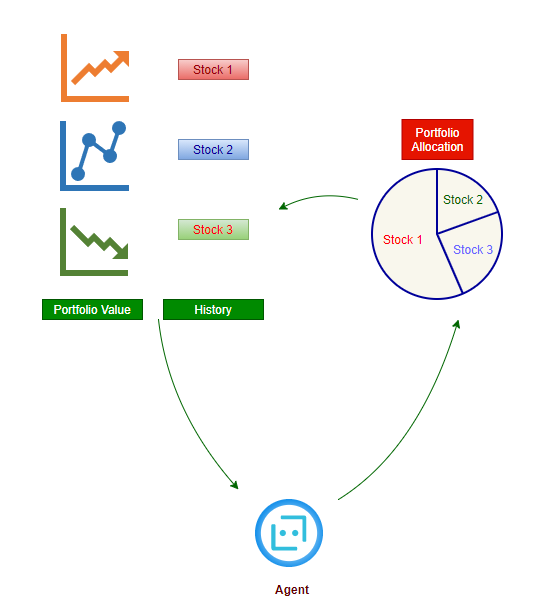 Stock 1
Stock 2
Stock 3
Portfolio Value
History
Portfolio
Allocation
Stock 2
Stock 1
Stock 3
Agent